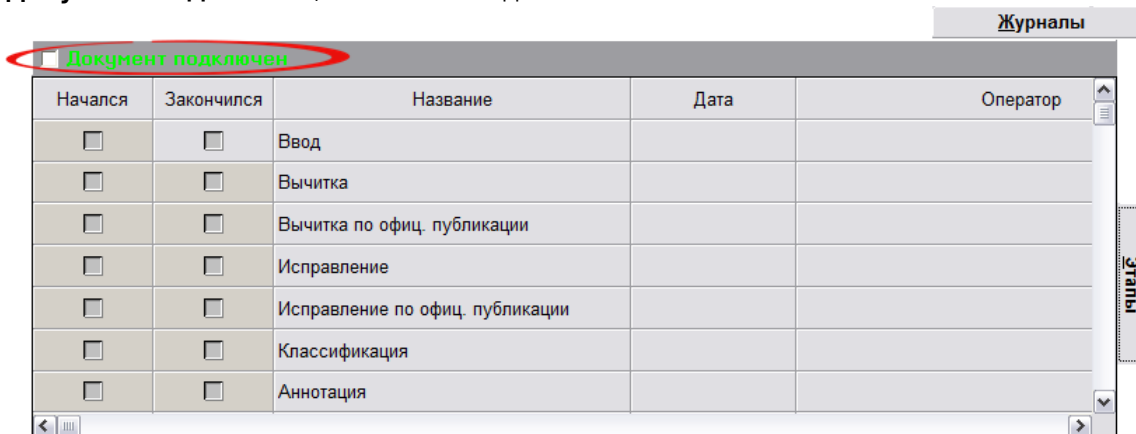 Журналы
Документ подключен
Начался Закончился Название Дата Оператор
Ввод
Вычитка
Вычитка по офиц. публикации
Исправление
Исправление по офиц. публикации
Классификация
Аннотация
Этапы